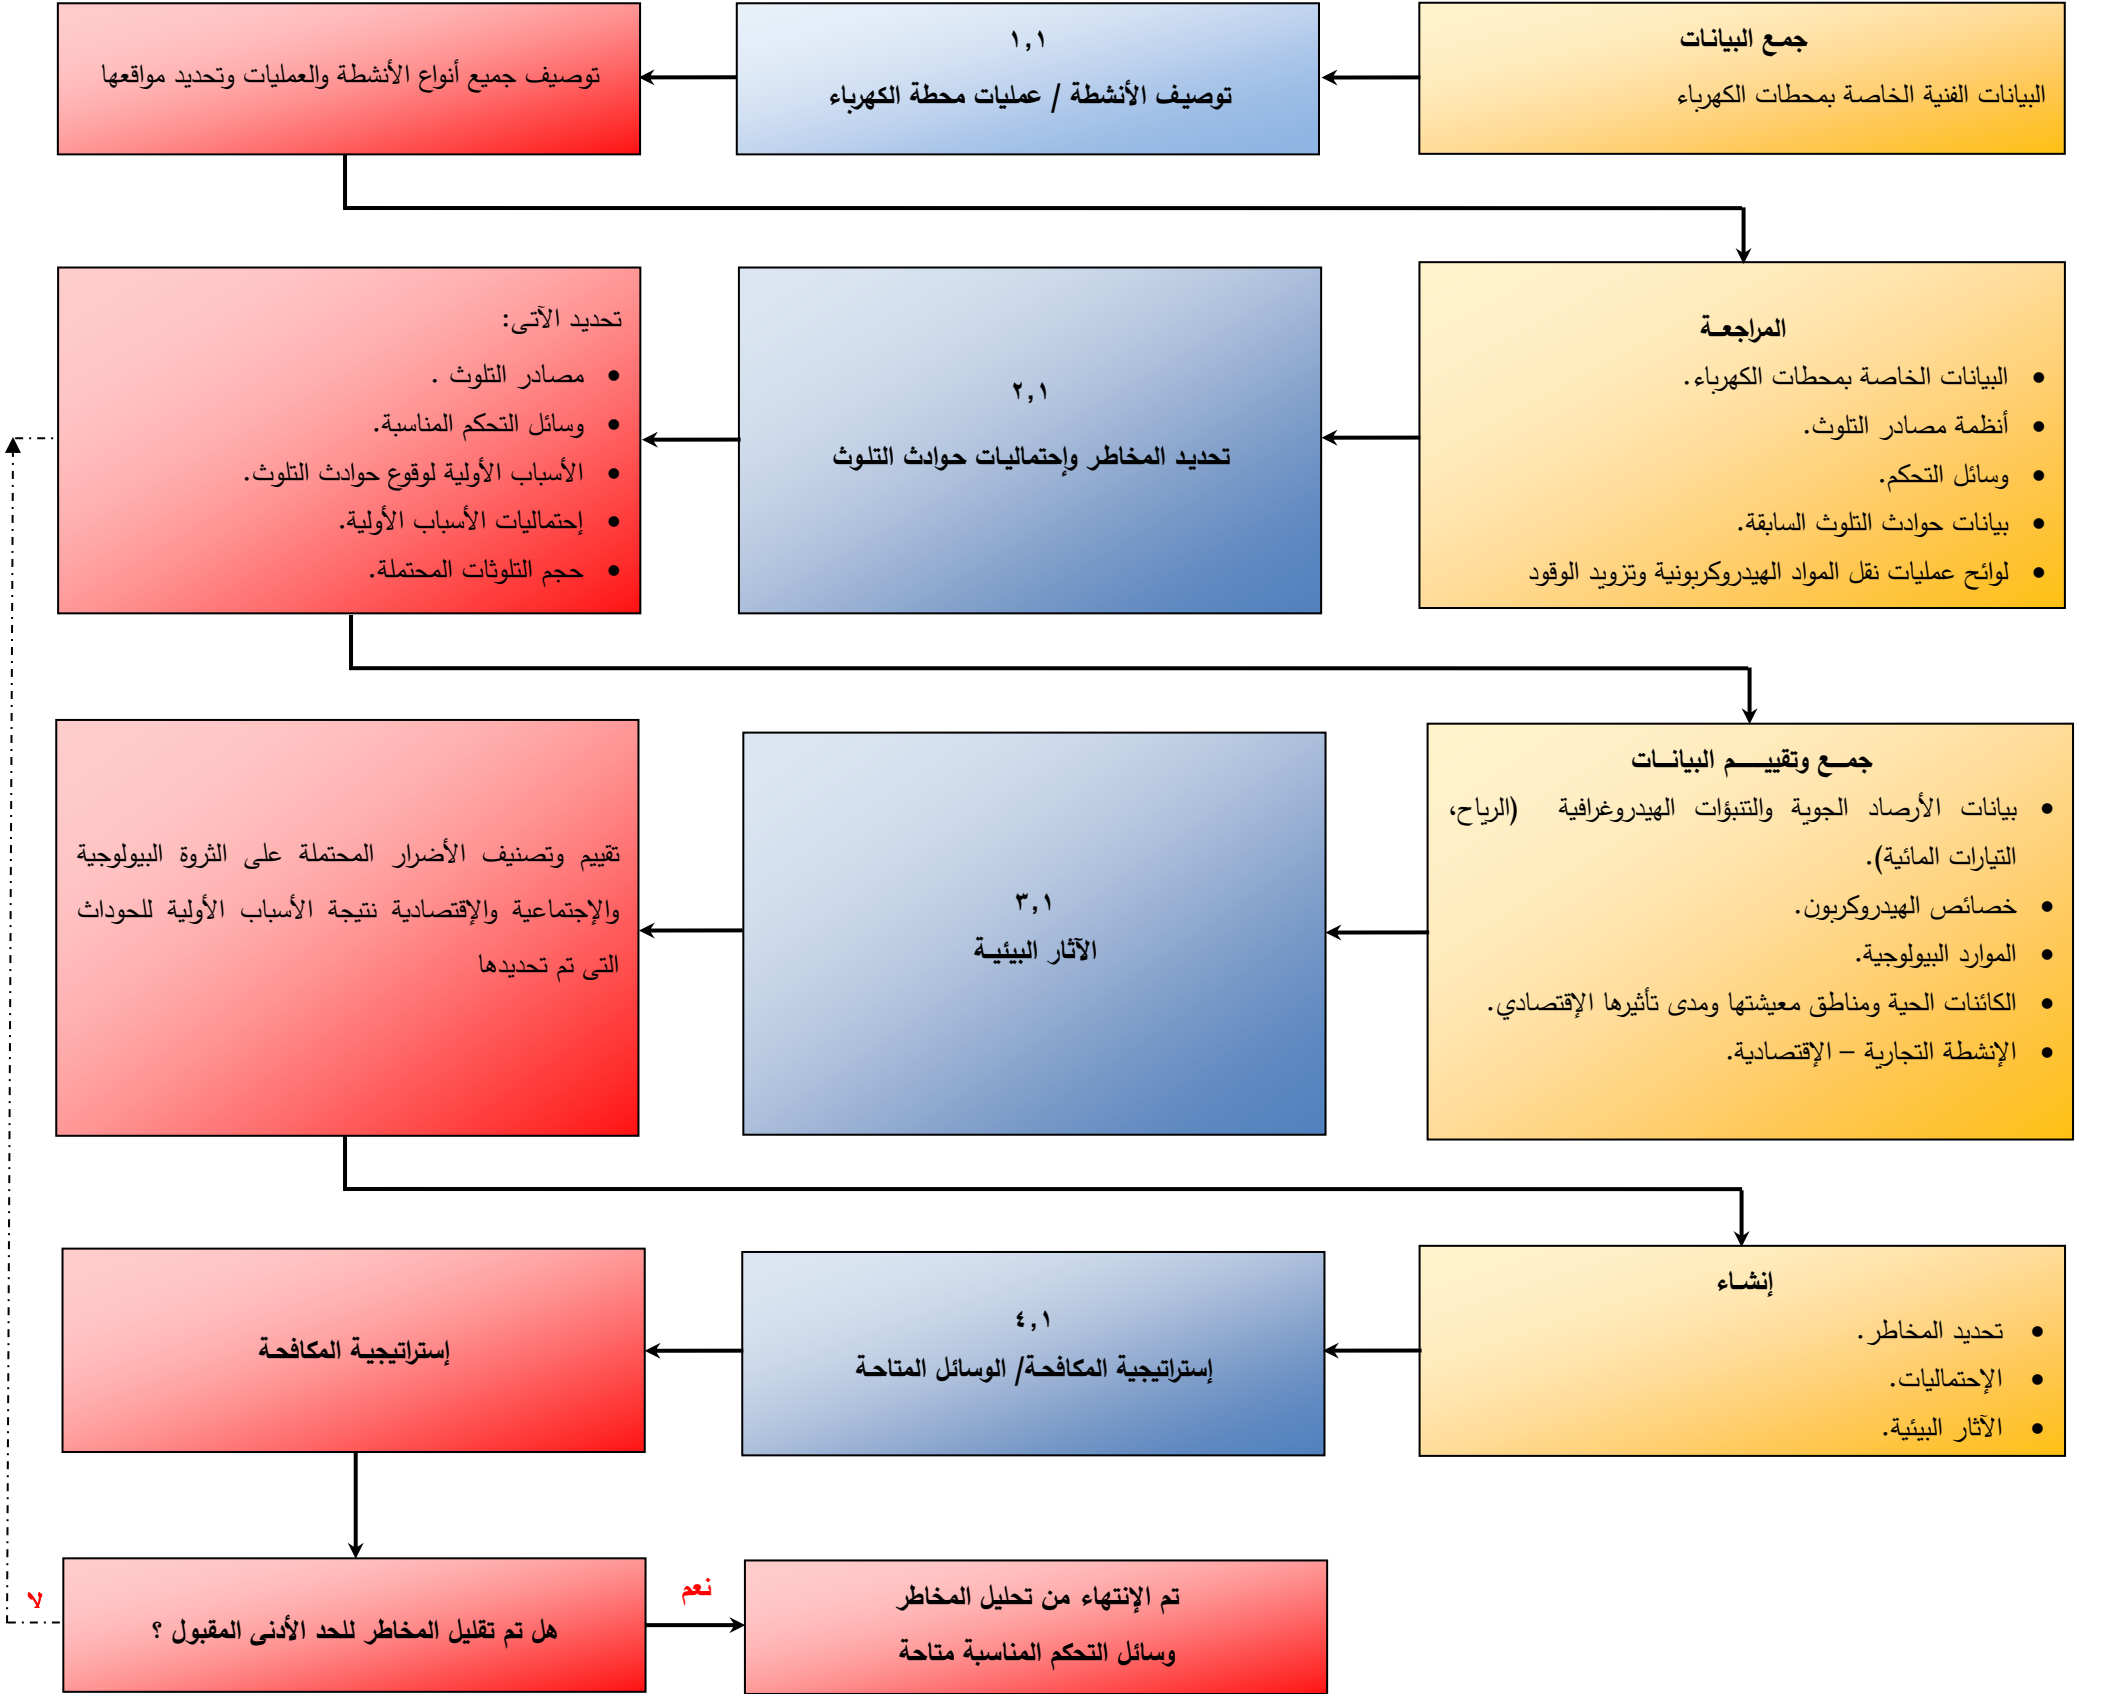 جمع البيانات
البيانات الفنية الخاصة بمحطات الكهرباء
١,١
توصيف الأنشطة / عمليات محطة الكهرباء
توصيف جميع أنواع الأنشطة والعمليات وتحديد مواقعها
المراجعة
• البيانات الخاصة بمحطات الكهرباء.
• أنظمة مصادر التلوث.
• وسائل التحكم.
• بيانات حوادث التلوث السابقة.
• لوائح عمليات نقل المواد الهيدروكربونية وتزويد الوقود
٢,١
تحديد المخاطر وإحتماليات حوادث التلوث
تحديد الآتى:
• مصادر التلوث .
• وسائل التحكم المناسبة.
• الأسباب الأولية لوقوع حوادث التلوث.
• إحتماليات الأسباب الأولية.
• حجم التلوثات المحتملة.
جمع وتقييم البيانات
• بيانات الأرصاد الجوية والتنبؤات الهيدروغرافية (الرياح،
التيارات المائية).
• خصائص الهيدروكربون.
• الموارد البيولوجية.
• الكائنات الحية ومناطق معيشتها ومدى تأثيرها الإقتصادي.
• الإنشطة التجارية – الإقتصادية.
٣,١
الآثار البيئية
تقييم وتصنيف الأضرار المحتملة على الثروة البيولوجية
والإجتماعية والإقتصادية نتيجة الأسباب الأولية للحوداث
التى تم تحديدها
إنشاء
• تحديد المخاطر.
• الإحتماليات.
• الآثار البيئية.
٤,١
إستراتيجية المكافحة/ الوسائل المتاحة
إستراتيجية المكافحة
هل تم تقليل المخاطر للحد الأدنى المقبول ؟
لا
نعم
تم الإنتهاء من تحليل المخاطر
وسائل التحكم المناسبة متاحة